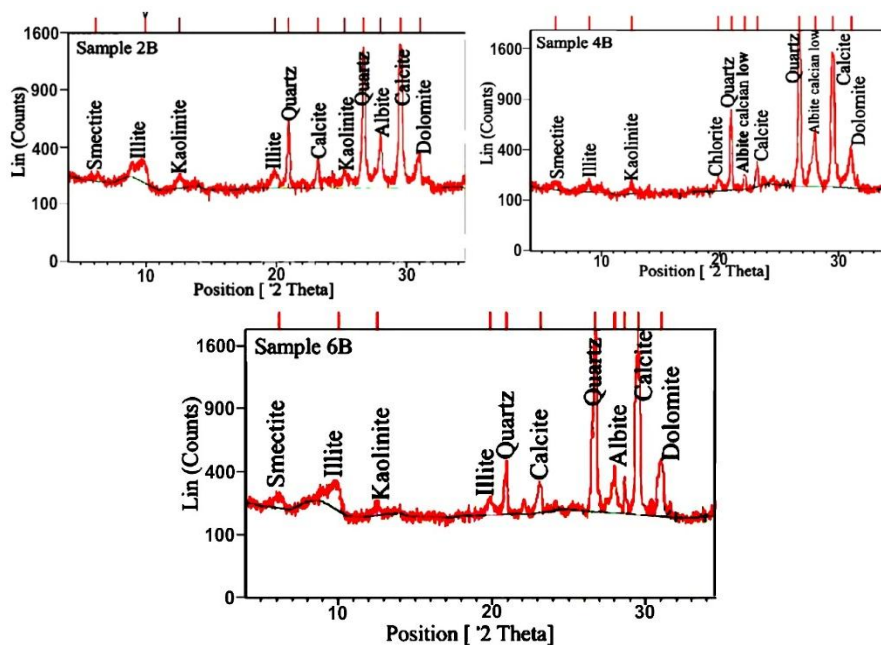 Sample 2B
Lin (Counts)
1600
900
400
100
0
Smectite
Illite
Kaolinite
Illite
Quartz
Calcite
Kaolinite
Quartz
Albite
Calcite
Dolomite
10
20
30
Position [ °2 Theta]
Sample 4B
Lin (Counts)
1600
900
400
100
0
Smectite
Illite
Kaolinite
Chlorite
Quartz
Albite calcian low
Calcite
Quartz
Albite calcian low
Calcite
Dolomite
10
20
30
Position [ °2 Theta]
Sample 6B
Lin (Counts)
1600
900
400
100
0
Smectite
Illite
Kaolinite
Illite
Quartz
Calcite
Quartz
Albite
Calcite
Dolomite
10
20
30
Position [ °2 Theta]